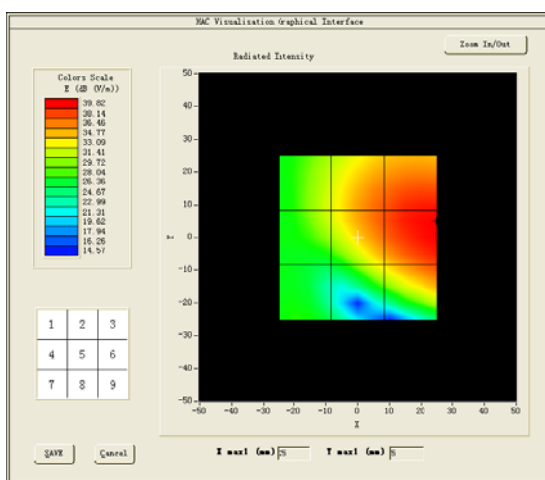 HAC Visualisation Graphical Interface
Zoom In/Out
Radiated Intensity
Colors Scale
E (dB (V/m))
39.82
38.14
36.46
34.77
33.09
31.41
29.72
28.04
26.36
24.67
22.99
21.31
19.62
17.94
16.26
14.57
50
40
30
20
10
0
-10
-20
-30
-40
-50
Y
-50 -40 -30 -20 -10 0 10 20 30 40 50
X
1 2 3
4 5 6
7 8 9
SAVE
Cancel
X max1 (mm) 25
Y max1 (mm) 5